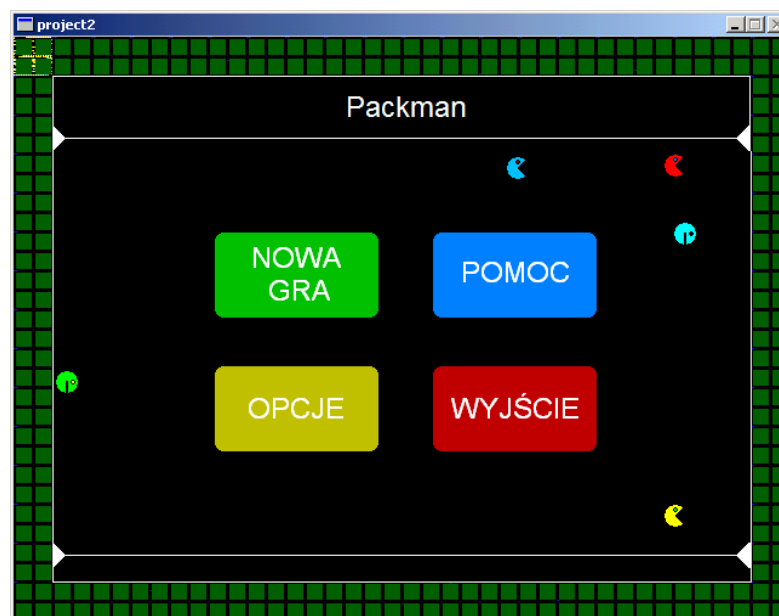 project2
Packman
NOWA
GRA
POMOC
OPCJE
WYJŚCIE